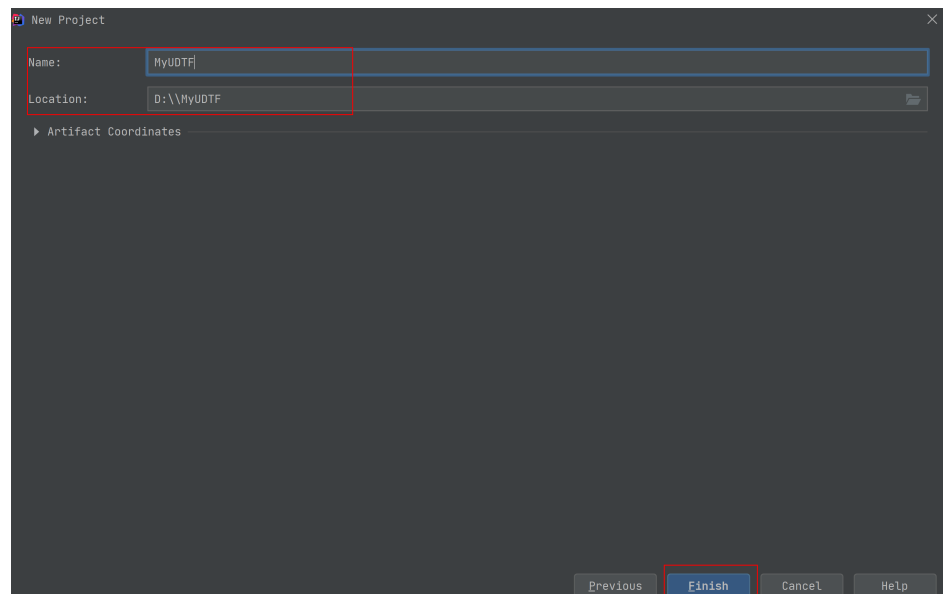 New Project
Name: MyUDTF
Location: D:\\MyUDTF
Artifact Coordinates
Previous Finish Cancel Help